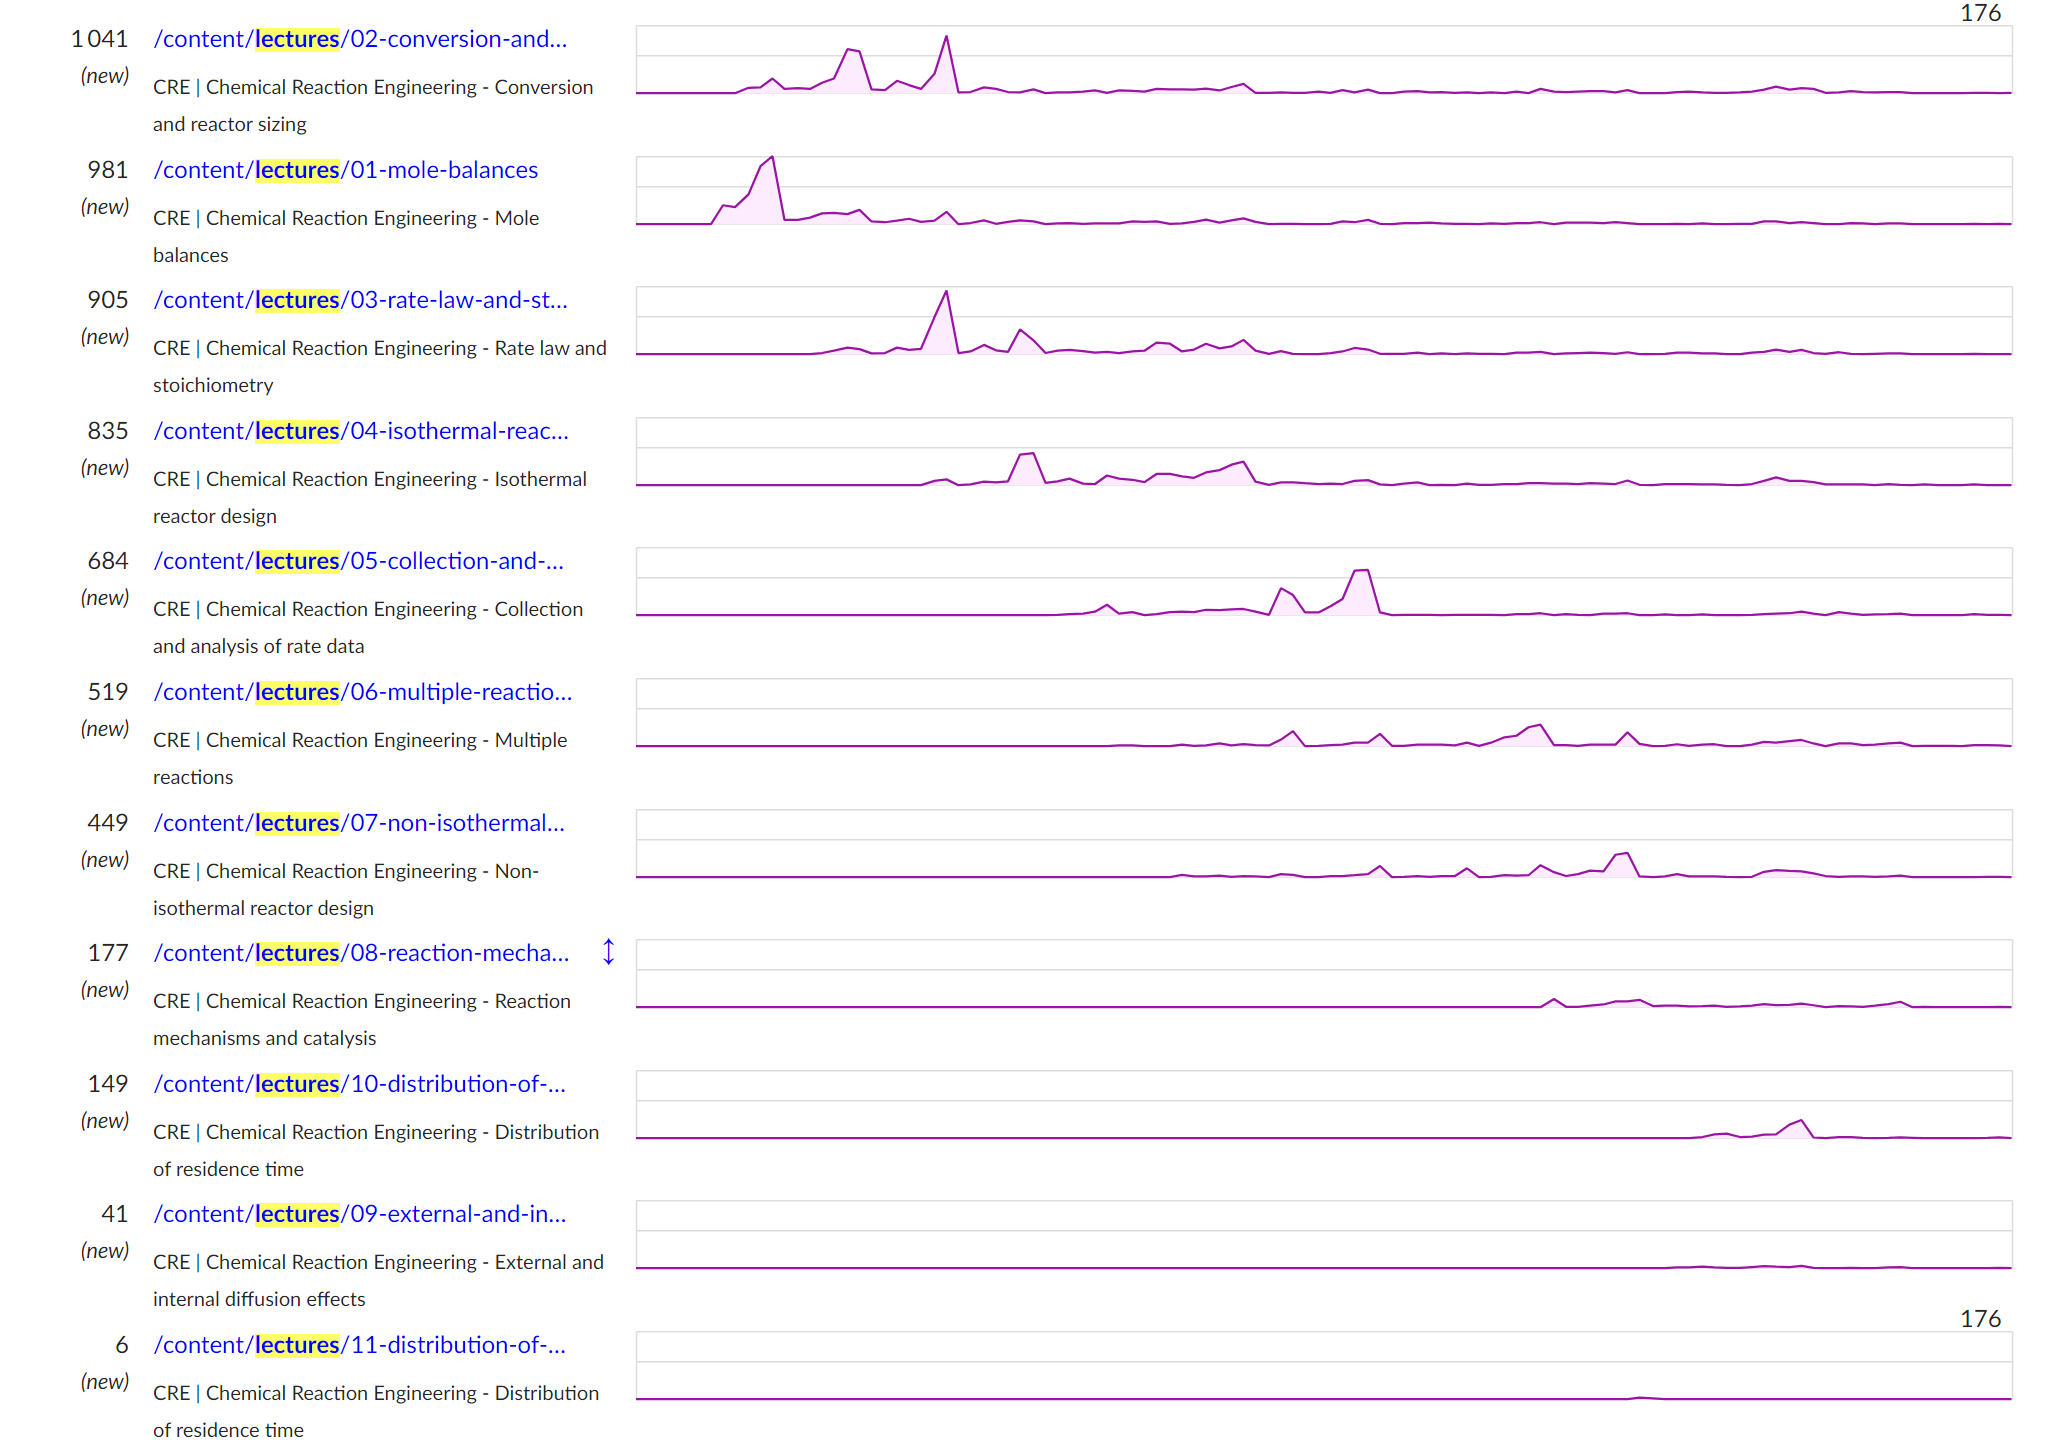 176
1 041 /content/lectures/02-conversion-and...
(new) CRE | Chemical Reaction Engineering - Conversion
and reactor sizing
981 /content/lectures/01-mole-balances
(new) CRE | Chemical Reaction Engineering - Mole
balances
905 /content/lectures/03-rate-law-and-st...
(new) CRE | Chemical Reaction Engineering - Rate law and
stoichiometry
835 /content/lectures/04-isothermal-reac...
(new) CRE | Chemical Reaction Engineering - Isothermal
reactor design
684 /content/lectures/05-collection-and-...
(new) CRE | Chemical Reaction Engineering - Collection
and analysis of rate data
519 /content/lectures/06-multiple-reactio...
(new) CRE | Chemical Reaction Engineering - Multiple
reactions
449 /content/lectures/07-non-isothermal...
(new) CRE | Chemical Reaction Engineering - Non-
isothermal reactor design
177 /content/lectures/08-reaction-mecha... ↕
(new) CRE | Chemical Reaction Engineering - Reaction
mechanisms and catalysis
149 /content/lectures/10-distribution-of-...
(new) CRE | Chemical Reaction Engineering - Distribution
of residence time
41 /content/lectures/09-external-and-in...
(new) CRE | Chemical Reaction Engineering - External and
internal diffusion effects
176
6 /content/lectures/11-distribution-of-...
(new) CRE | Chemical Reaction Engineering - Distribution
of residence time